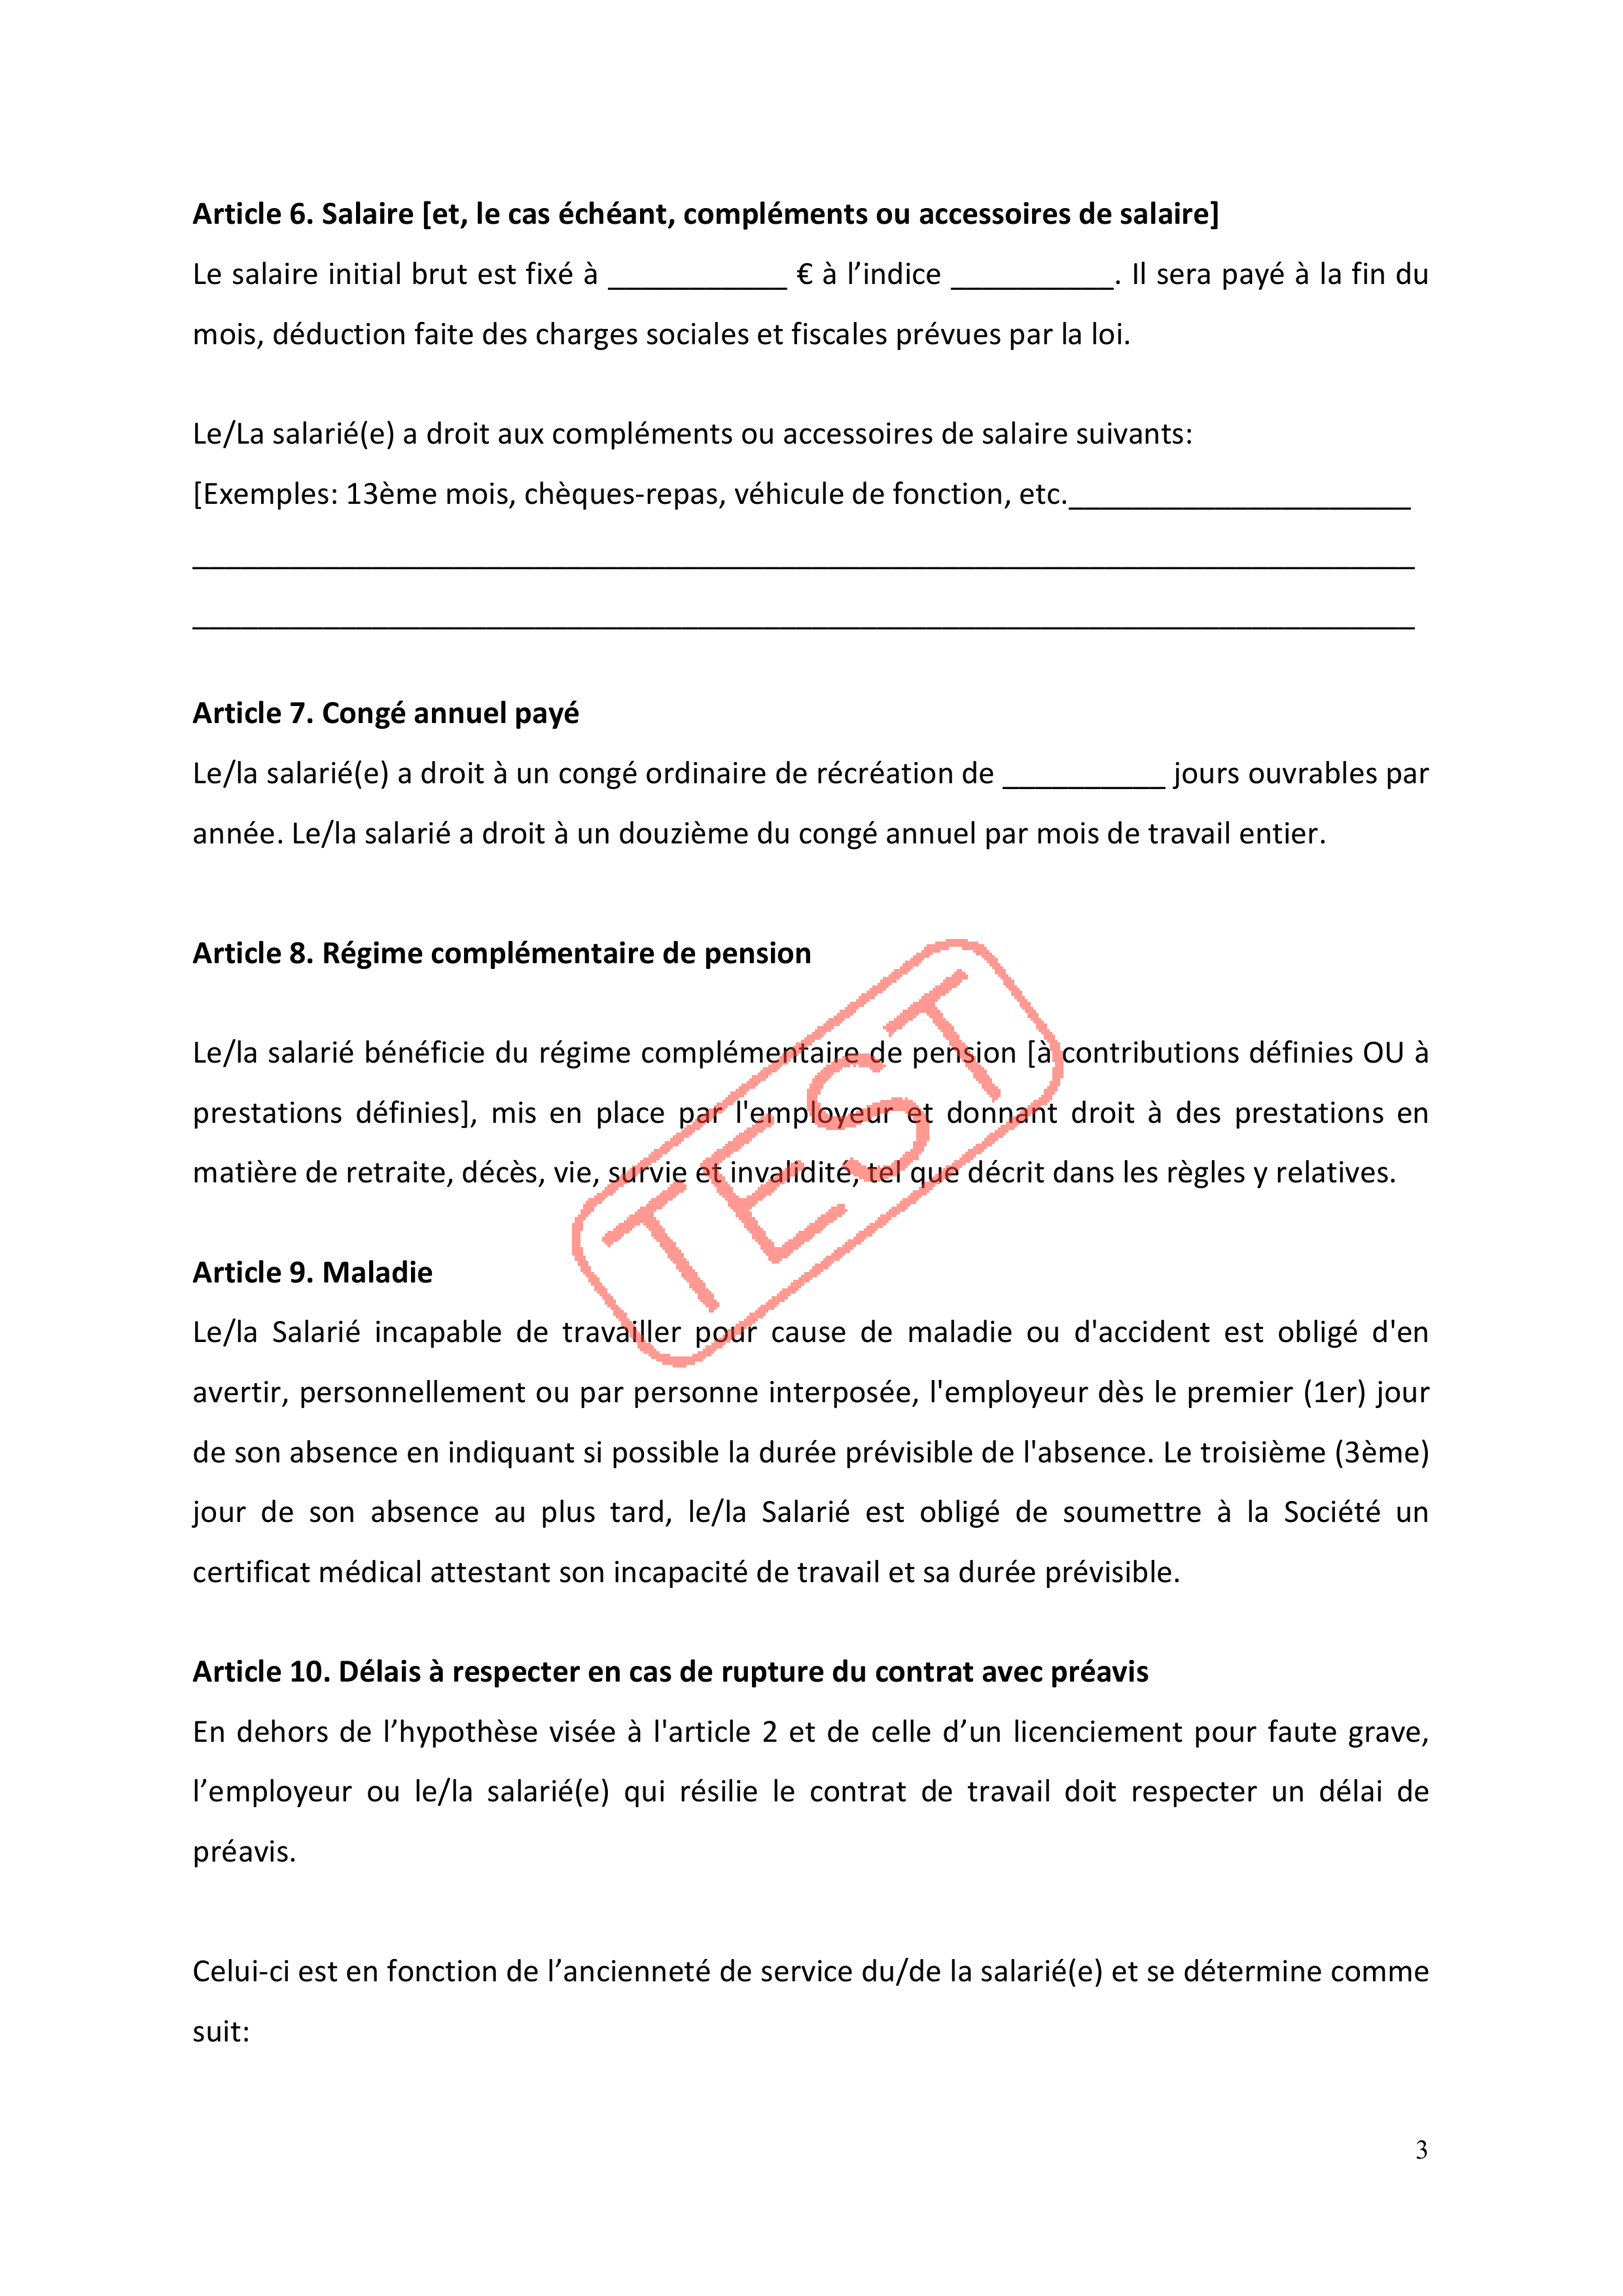 Article 6. Salaire [et, le cas échéant, compléments ou accessoires de salaire]
Le salaire initial brut est fixé à ___________ € à l’indice __________. Il sera payé à la fin du
mois, déduction faite des charges sociales et fiscales prévues par la loi.
Le/La salarié(e) a droit aux compléments ou accessoires de salaire suivants:
[Exemples: 13ème mois, chèques-repas, véhicule de fonction, etc._____________________
___________________________________________________________________________
___________________________________________________________________________
Article 7. Congé annuel payé
Le/la salarié(e) a droit à un congé ordinaire de récréation de __________ jours ouvrables par
année. Le/la salarié a droit à un douzième du congé annuel par mois de travail entier.
Article 8. Régime complémentaire de pension
Le/la salarié bénéficie du régime complémentaire de pension [à contributions définies OU à
prestations définies], mis en place par l'employeur et donnant droit à des prestations en
matière de retraite, décès, vie, survie et invalidité, tel que décrit dans les règles y relatives.
TEST
Article 9. Maladie
Le/la Salarié incapable de travailler pour cause de maladie ou d'accident est obligé d'en
avertir, personnellement ou par personne interposée, l'employeur dès le premier (1er) jour
de son absence en indiquant si possible la durée prévisible de l'absence. Le troisième (3ème)
jour de son absence au plus tard, le/la Salarié est obligé de soumettre à la Société un
certificat médical attestant son incapacité de travail et sa durée prévisible.
Article 10. Délais à respecter en cas de rupture du contrat avec préavis
En dehors de l’hypothèse visée à l'article 2 et de celle d’un licenciement pour faute grave,
l’employeur ou le/la salarié(e) qui résilie le contrat de travail doit respecter un délai de
préavis.
Celui-ci est en fonction de l’ancienneté de service du/de la salarié(e) et se détermine comme
suit:
3